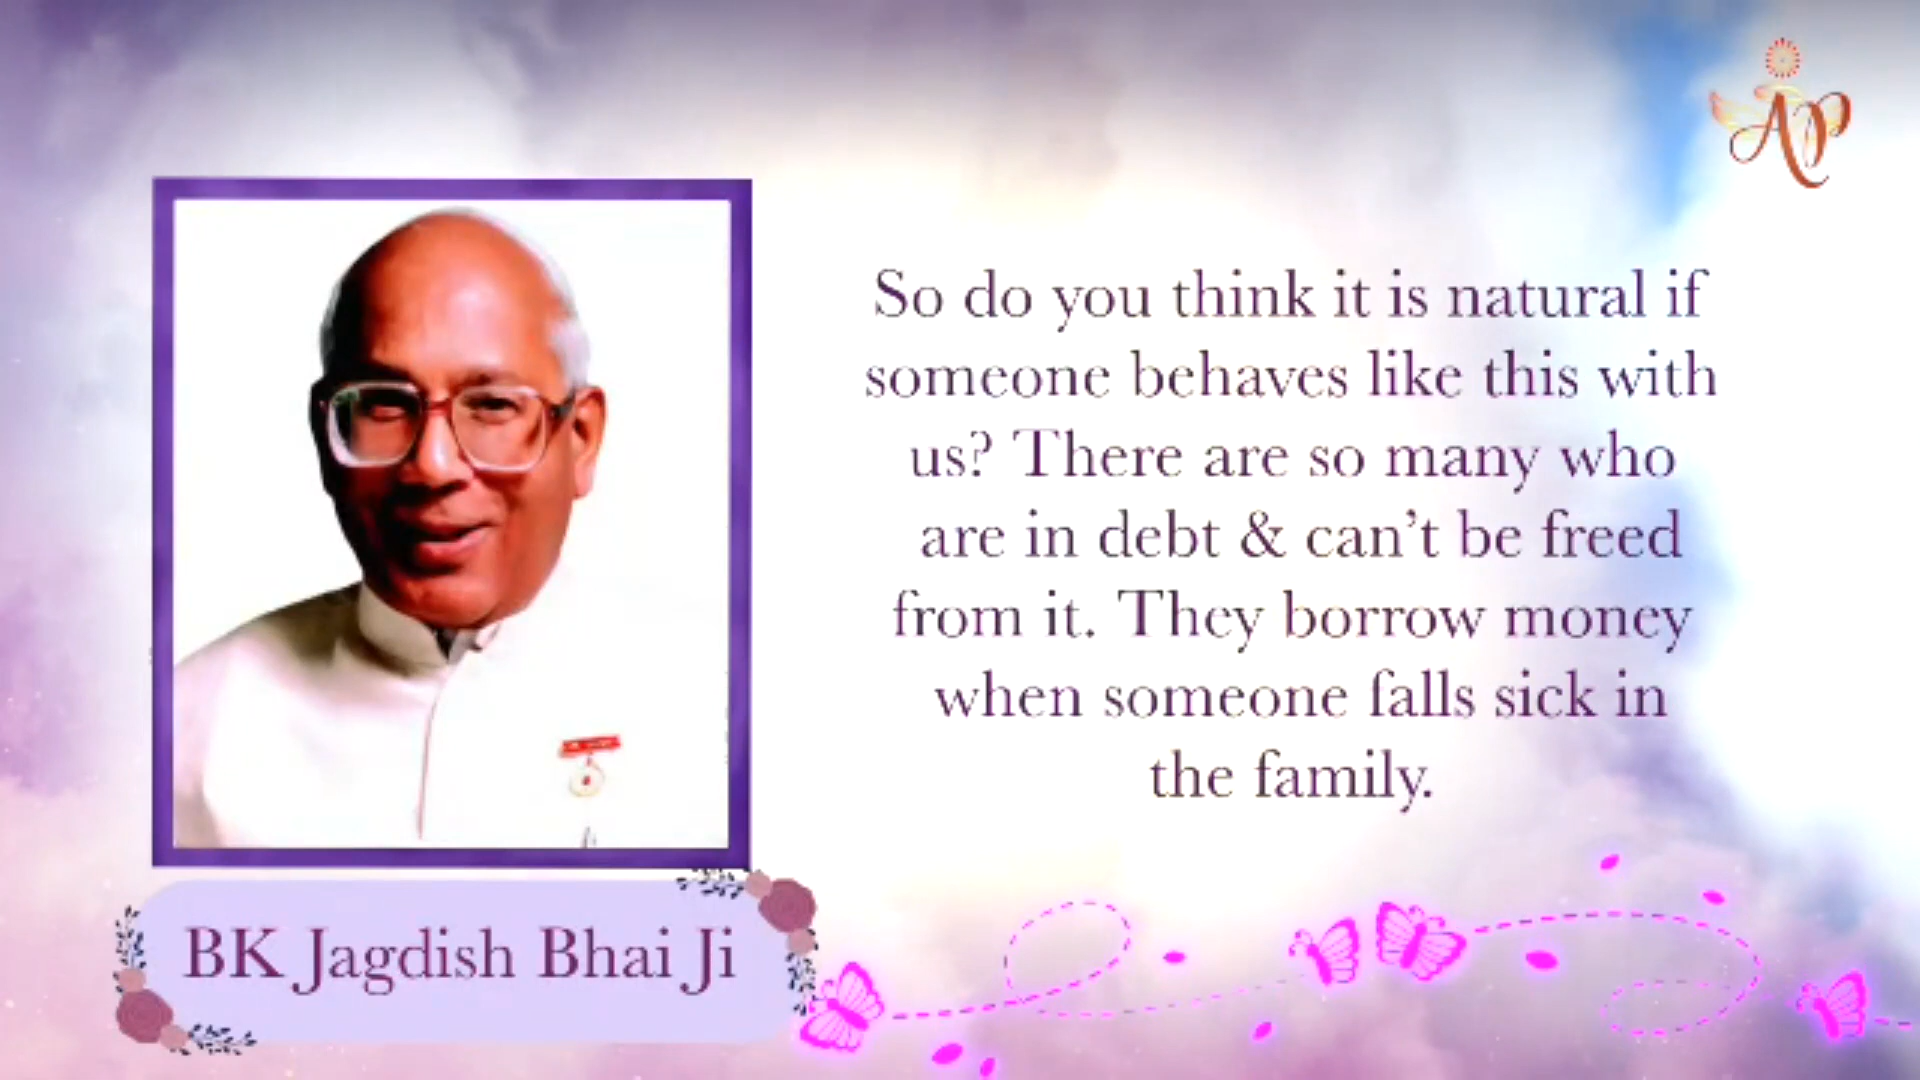 AP
So do you think it is natural if
someone behaves like this with
us? There are so many who
are in debt & can’t be freed
from it. They borrow money
when someone falls sick in
the family.
BK Jagdish Bhai Ji